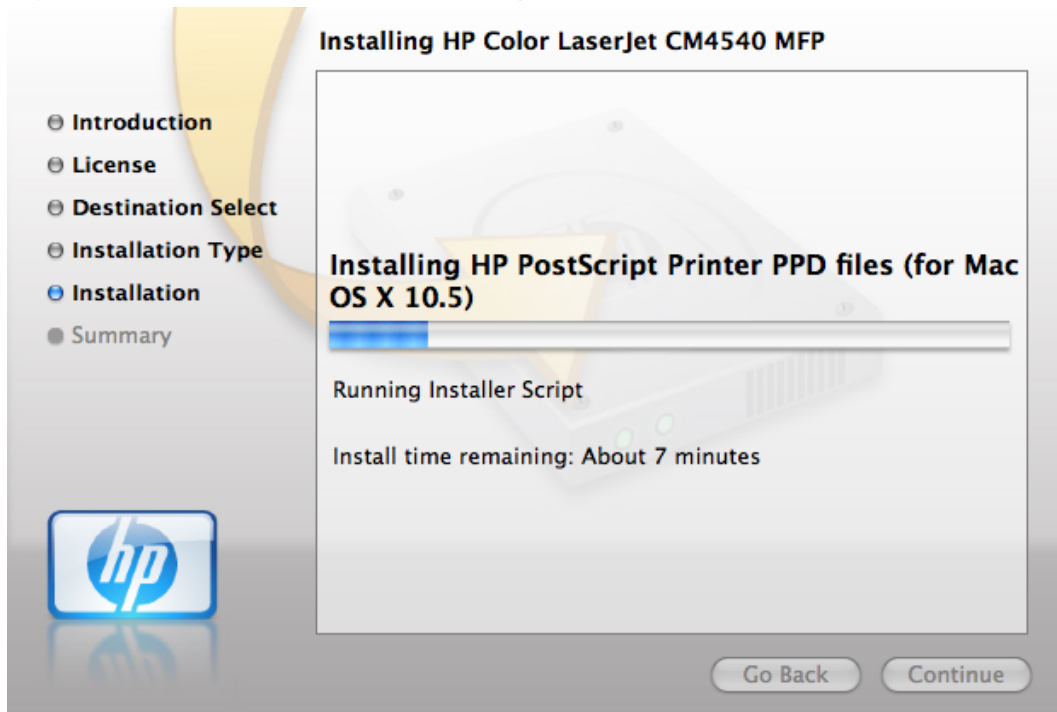 Installing HP Color LaserJet CM4540 MFP
Introduction
License
Destination Select
Installation Type
Installation
Summary
Installing HP PostScript Printer PPD files (for Mac
OS X 10.5)
Running Installer Script
Install time remaining: About 7 minutes
hp
Go Back
Continue